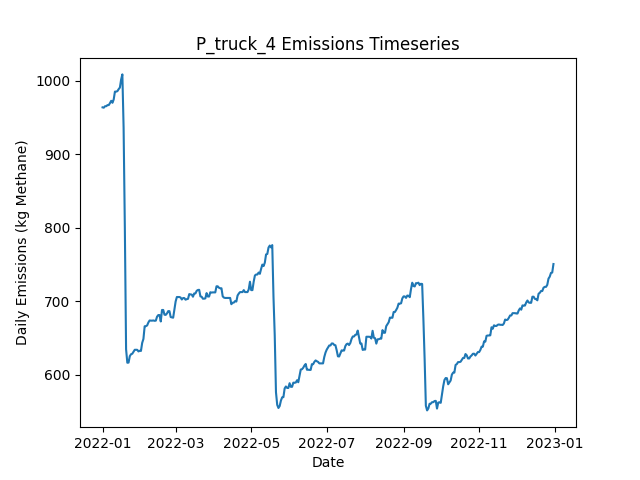 P_truck_4 Emissions Timeseries
Daily Emissions (kg Methane)
1000
900
800
700
600
2022-01 2022-03 2022-05 2022-07 2022-09 2022-11 2023-01
Date